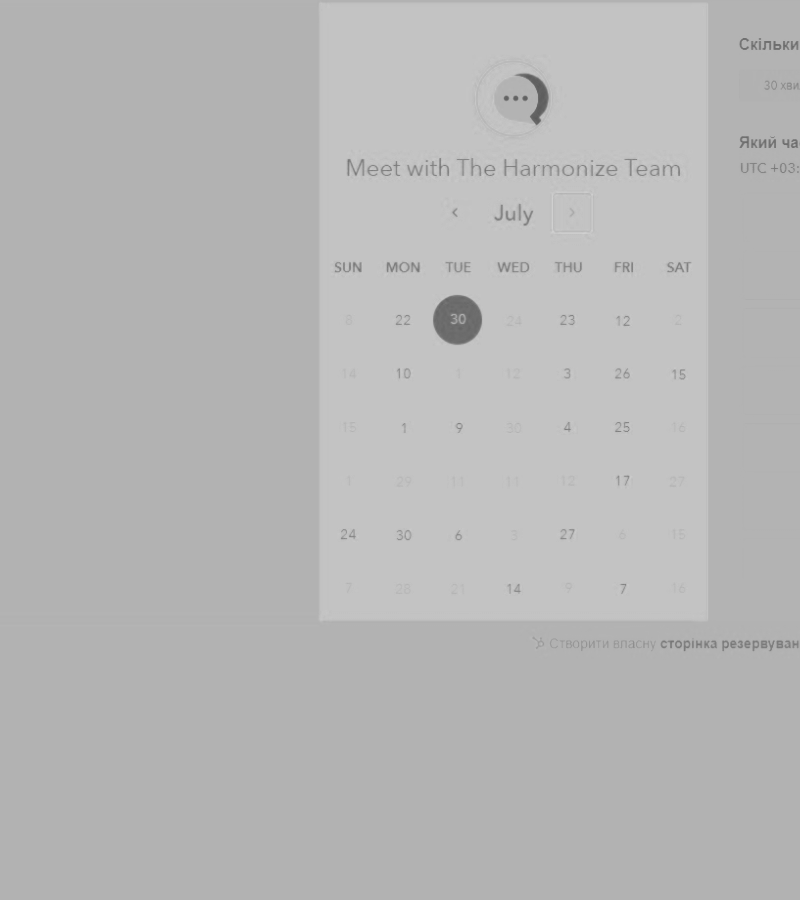 Скільки
30 хви
Meet with The Harmonize Team
Який ча
UTC +03:
July
SUN MON TUE WED THU FRI SAT
8 22 30 24 23 12 2
14 10 1 12 3 26 15
15 1 9 30 4 25 16
1 29 11 11 12 17 27
24 30 6 3 27 6 15
7 28 21 14 9 7 16
Створити власну сторінка резервуван